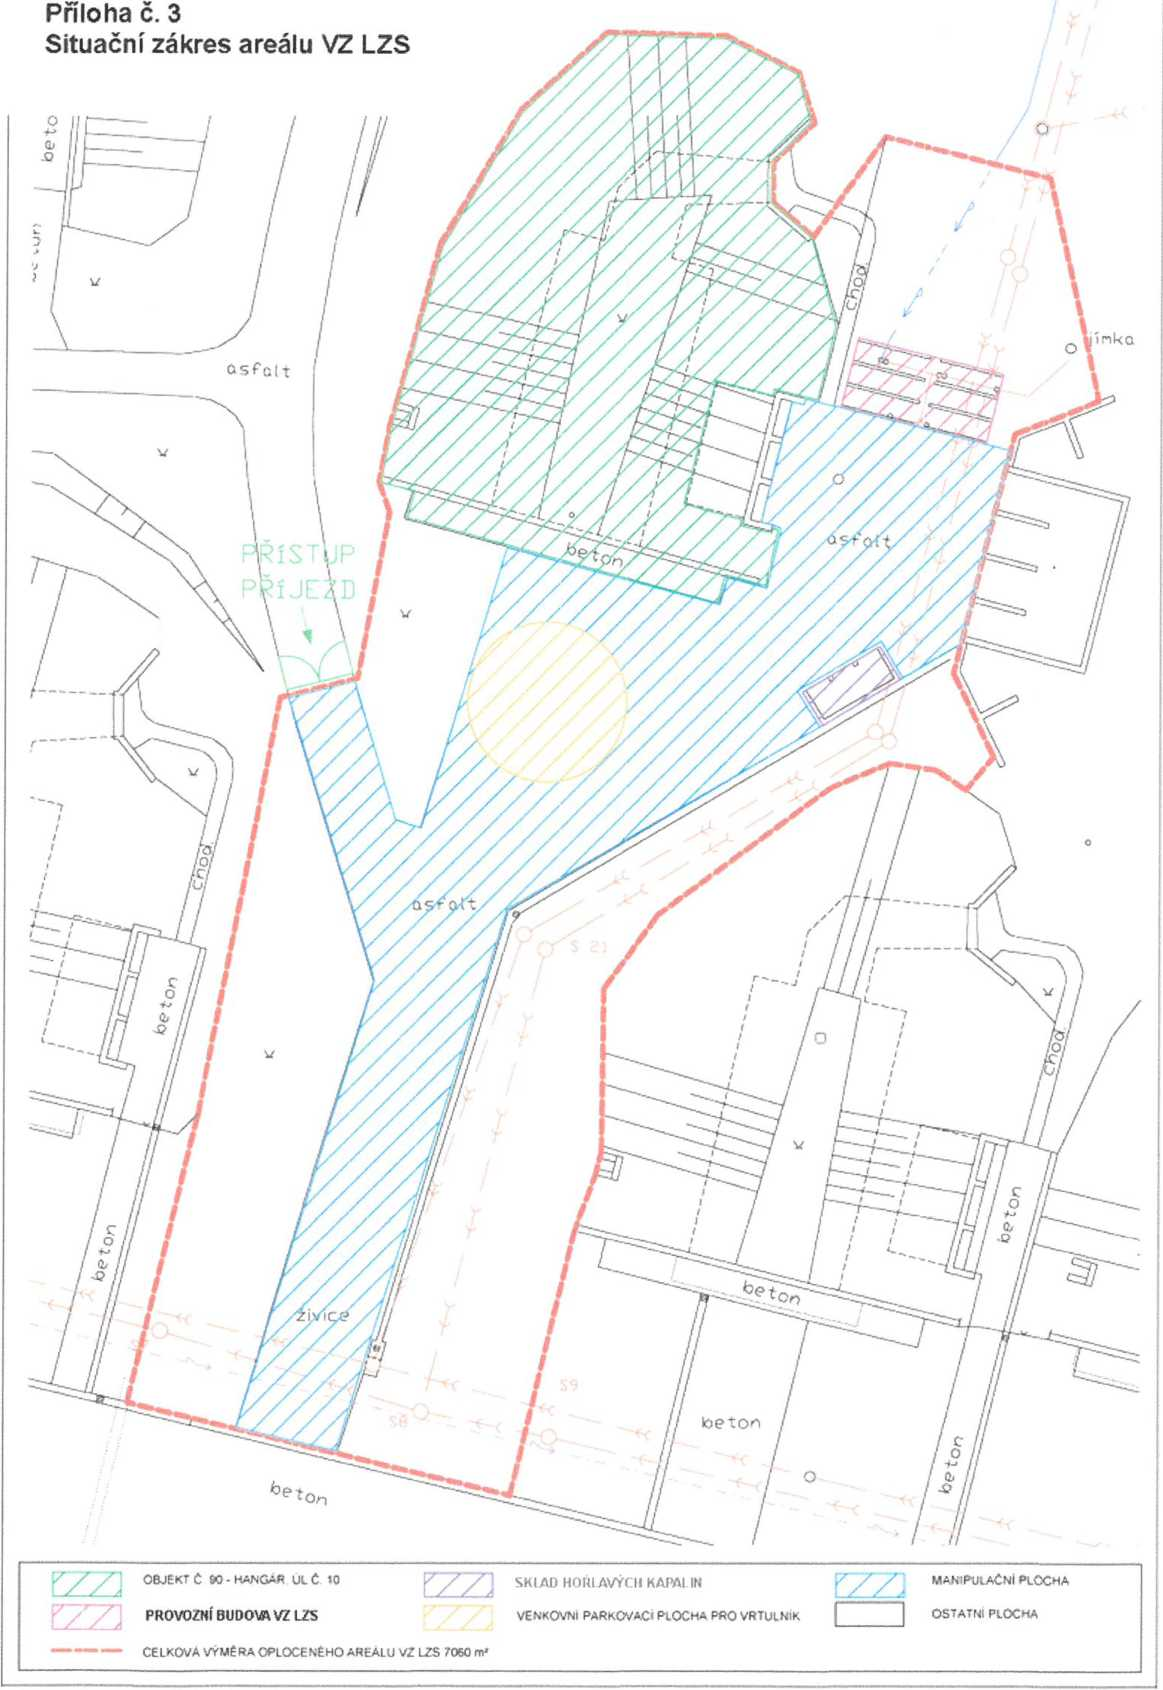 Příloha č. 3
Situační zákres areálu VZ LZS
beto
chod.
jímka
asfalt
PŘÍSTUP
PŘÍJEZD
beton
asfalt
chod.
asfalt
S 21
beton
chod.
beton
beton
beton
živice
S9
S8
beton
beton
beton
OBJEKT Č. 90 - HANGÁR, ÚL Č. 10
SKLAD HOŘLAVÝCH KAPALIN
MANIPULAČNÍ PLOCHA
PROVOZNÍ BUDOVA VZ LZS
VENKOVNÍ PARKOVACÍ PLOCHA PRO VRTULNÍK
OSTATNÍ PLOCHA
CELKOVÁ VÝMĚRA OPLOCENÉHO AREÁLU VZ LZS 7060 m²